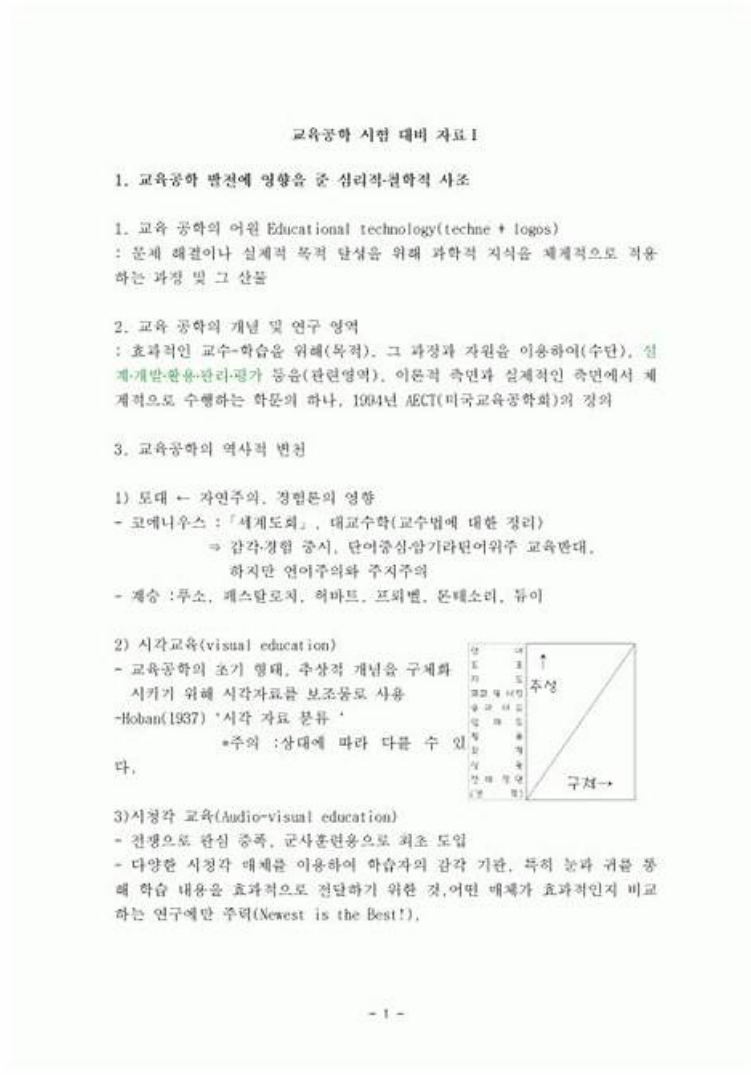 교육공학 시험 대비 자료Ⅰ
1. 교육공학 발전에 영향을 준 심리적·철학적 사조
1. 교육 공학의 어원 Educational technology(techne + logos)
: 문제 해결이나 실제적 목적 달성을 위해 과학적 지식을 체계적으로 적용
하는 과정 및 그 산물
2. 교육 공학의 개념 및 연구 영역
: 효과적인 교수-학습을 위해(목적), 그 과정과 자원을 이용하여(수단), 설
계·개발·활용·관리·평가 등을(관련영역), 이론적 측면과 실제적인 측면에서 체
계적으로 수행하는 학문의 하나, 1994년 AECT(미국교육공학회)의 정의
3. 교육공학의 역사적 변천
1) 토대 ← 자연주의, 경험론의 영향
- 코메니우스 :「세계도회」, 대교수학(교수법에 대한 정리)
⇒ 감각·경험 중시, 단어중심·암기라틴어위주 교육반대,
하지만 언어주의와 주지주의
- 계승 :루소, 페스탈로치, 허바트, 프뢰벨, 몬테소리, 듀이
2) 시각교육(visual education)
- 교육공학의 초기 형태, 추상적 개념을 구체화
시키기 위해 시각자료를 보조물로 사용
-Hoban(1937) '시각 자료 분류 '
*주의 :상대에 따라 다를 수 있
다.
언 어
도 표
지 도
추상
구체→
3)시청각 교육(Audio-visual education)
- 전쟁으로 관심 증폭, 군사훈련용으로 최초 도입
- 다양한 시청각 매체를 이용하여 학습자의 감각 기관, 특히 눈과 귀를 통
해 학습 내용을 효과적으로 전달하기 위한 것,어떤 매체가 효과적인지 비교
하는 연구에만 주력(Newest is the Best!),
- 1 -